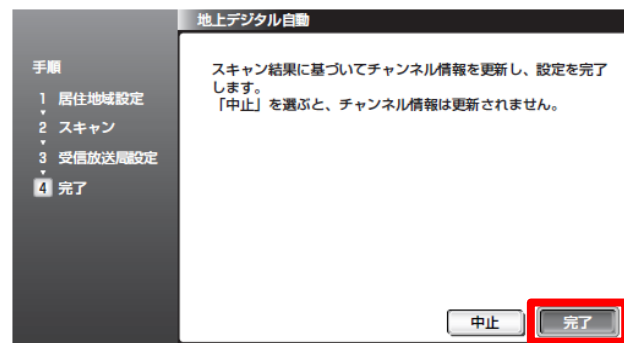 地上デジタル自動
手順
1 居住地域設定
2 スキャン
3 受信放送局設定
4 完了
スキャン結果に基づいてチャンネル情報を更新し、設定を完了
します。
「中止」を選ぶと、チャンネル情報は更新されません。
中止
完了